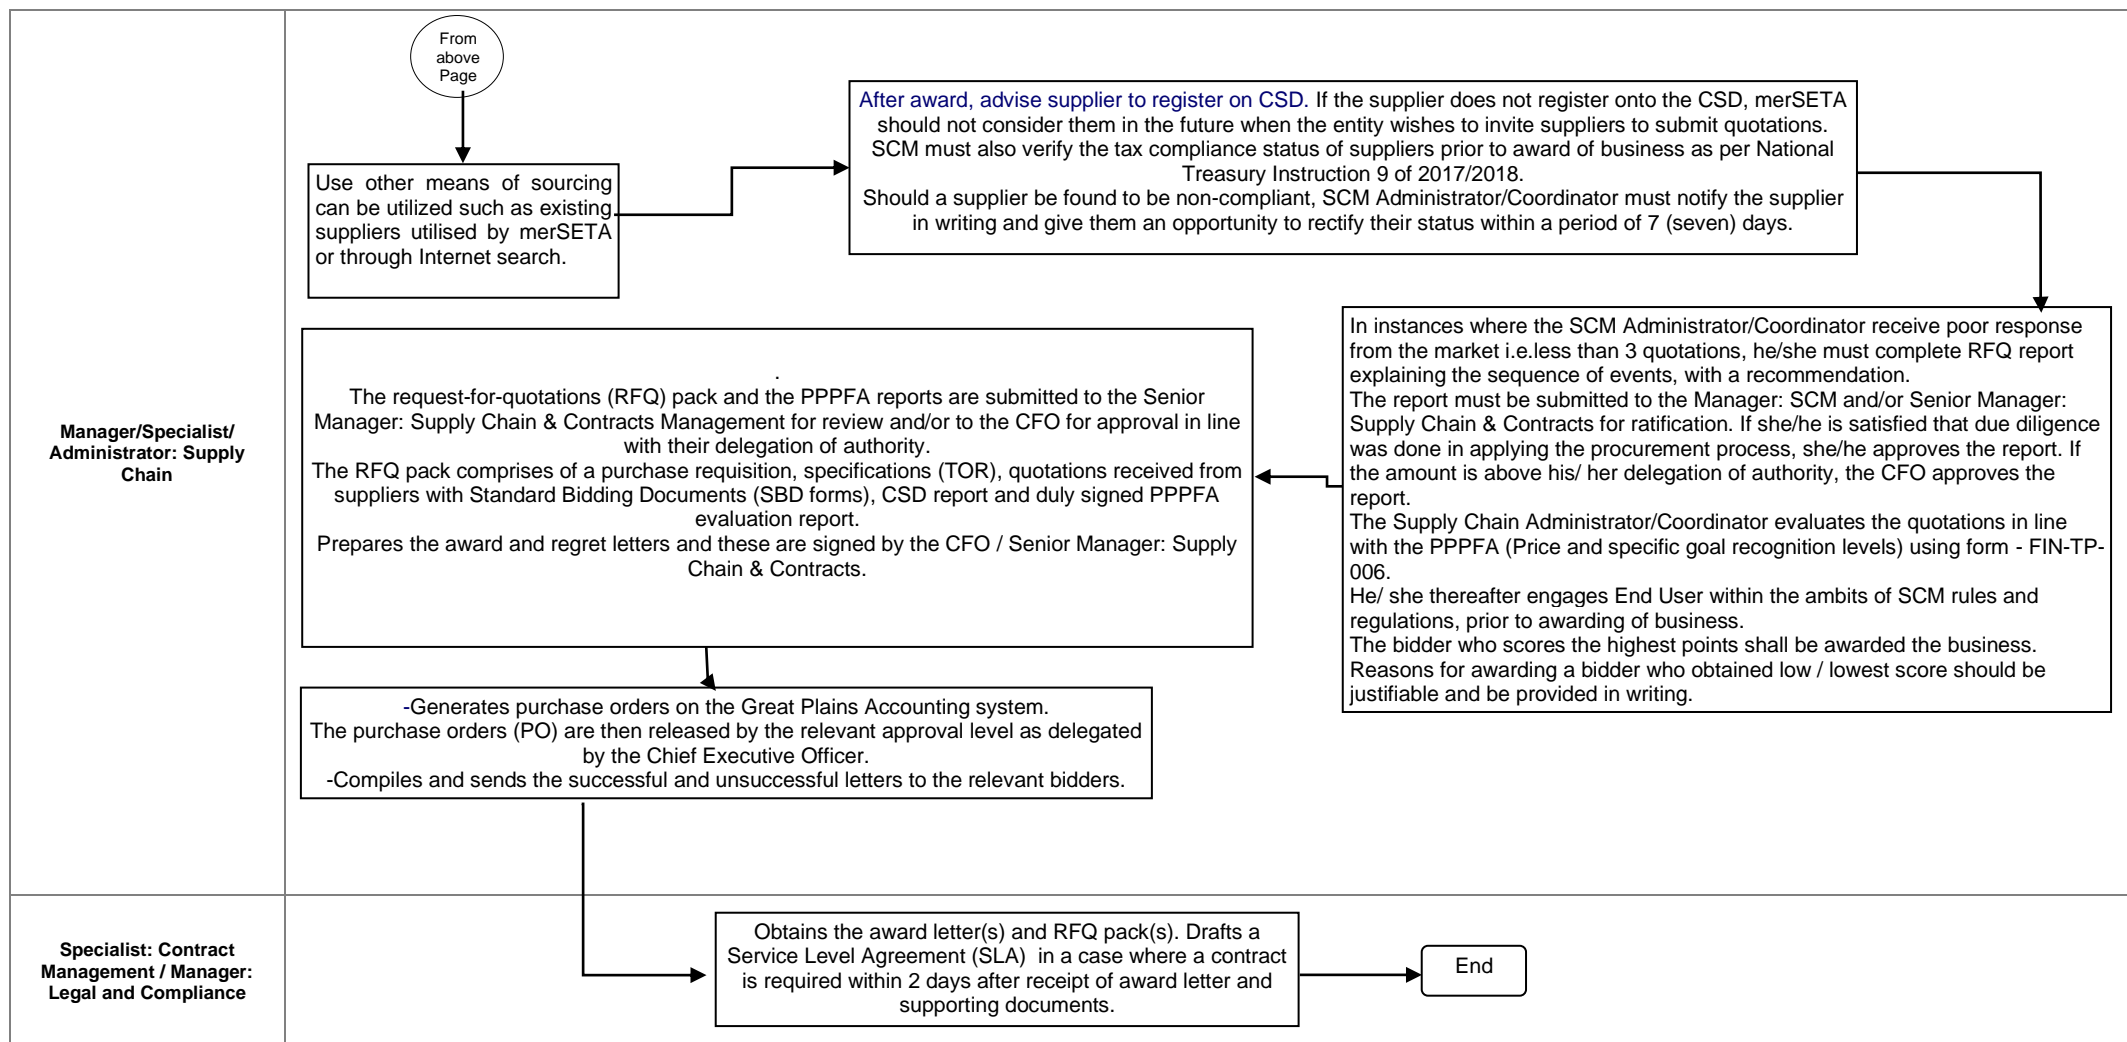 From
above
Page
After award, advise supplier to register on CSD. If the supplier does not register onto the CSD, merSETA
should not consider them in the future when the entity wishes to invite suppliers to submit quotations.
SCM must also verify the tax compliance status of suppliers prior to award of business as per National
Treasury Instruction 9 of 2017/2018.
Should a supplier be found to be non-compliant, SCM Administrator/Coordinator must notify the supplier
in writing and give them an opportunity to rectify their status within a period of 7 (seven) days.
Use other means of sourcing
can be utilized such as existing
suppliers utilised by merSETA
or through Internet search.
In instances where the SCM Administrator/Coordinator receive poor response
from the market i.e.less than 3 quotations, he/she must complete RFQ report
explaining the sequence of events, with a recommendation.
The report must be submitted to the Manager: SCM and/or Senior Manager:
Supply Chain & Contracts for ratification. If she/he is satisfied that due diligence
was done in applying the procurement process, she/he approves the report. If
the amount is above his/ her delegation of authority, the CFO approves the
report.
The Supply Chain Administrator/Coordinator evaluates the quotations in line
with the PPPFA (Price and specific goal recognition levels) using form - FIN-TP-
006.
He/ she thereafter engages End User within the ambits of SCM rules and
regulations, prior to awarding of business.
The bidder who scores the highest points shall be awarded the business.
Reasons for awarding a bidder who obtained low / lowest score should be
justifiable and be provided in writing.
.
The request-for-quotations (RFQ) pack and the PPPFA reports are submitted to the Senior
Manager: Supply Chain & Contracts Management for review and/or to the CFO for approval in line
with their delegation of authority.
The RFQ pack comprises of a purchase requisition, specifications (TOR), quotations received from
suppliers with Standard Bidding Documents (SBD forms), CSD report and duly signed PPPFA
evaluation report.
Prepares the award and regret letters and these are signed by the CFO / Senior Manager: Supply
Chain & Contracts.
Manager/Specialist/
Administrator: Supply
Chain
-Generates purchase orders on the Great Plains Accounting system.
The purchase orders (PO) are then released by the relevant approval level as delegated
by the Chief Executive Officer.
-Compiles and sends the successful and unsuccessful letters to the relevant bidders.
Specialist: Contract
Management / Manager:
Legal and Compliance
Obtains the award letter(s) and RFQ pack(s). Drafts a
Service Level Agreement (SLA) in a case where a contract
is required within 2 days after receipt of award letter and
supporting documents.
End